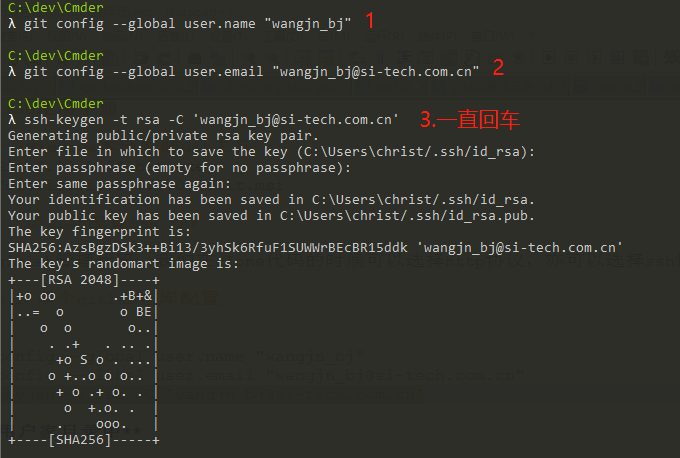 C:\dev\Cmder
λ git config --global user.name "wangjn_bj" 1
C:\dev\Cmder
λ git config --global user.email "wangjn_bj@si-tech.com.cn" 2
C:\dev\Cmder
λ ssh-keygen -t rsa -C 'wangjn_bj@si-tech.com.cn' 3.一直回车
Generating public/private rsa key pair.
Enter file in which to save the key (C:\Users\christ/.ssh/id_rsa):
Enter passphrase (empty for no passphrase):
Enter same passphrase again:
Your identification has been saved in C:\Users\christ/.ssh/id_rsa.
Your public key has been saved in C:\Users\christ/.ssh/id_rsa.pub.
The key fingerprint is:
SHA256:AzsBgzDSk3++Bi13/3yhSk6RfuF1SUWWrBEcBR15ddk 'wangjn_bj@si-tech.com.cn'
The key's randomart image is:
+---[RSA 2048]----+
|+o oo       .+B+&|
|..=  o       o BE|
|   o  o       o..|
|    . .+   . .. .|
|     +o S o . ...|
|    o +..o o o.. |
|     + o .+ o. . |
|      o  +.o. .  |
|     .    ooo.   |
+----[SHA256]-----+